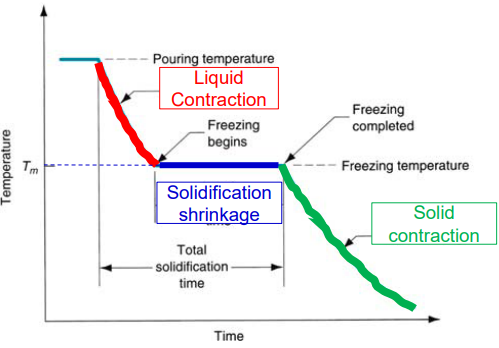 Pouring temperature
Liquid
Contraction
Freezing
begins
Freezing
completed
Temperature
Tm
Freezing temperature
Solidification
shrinkage
time
Solid
contraction
Total
solidification
time
Time